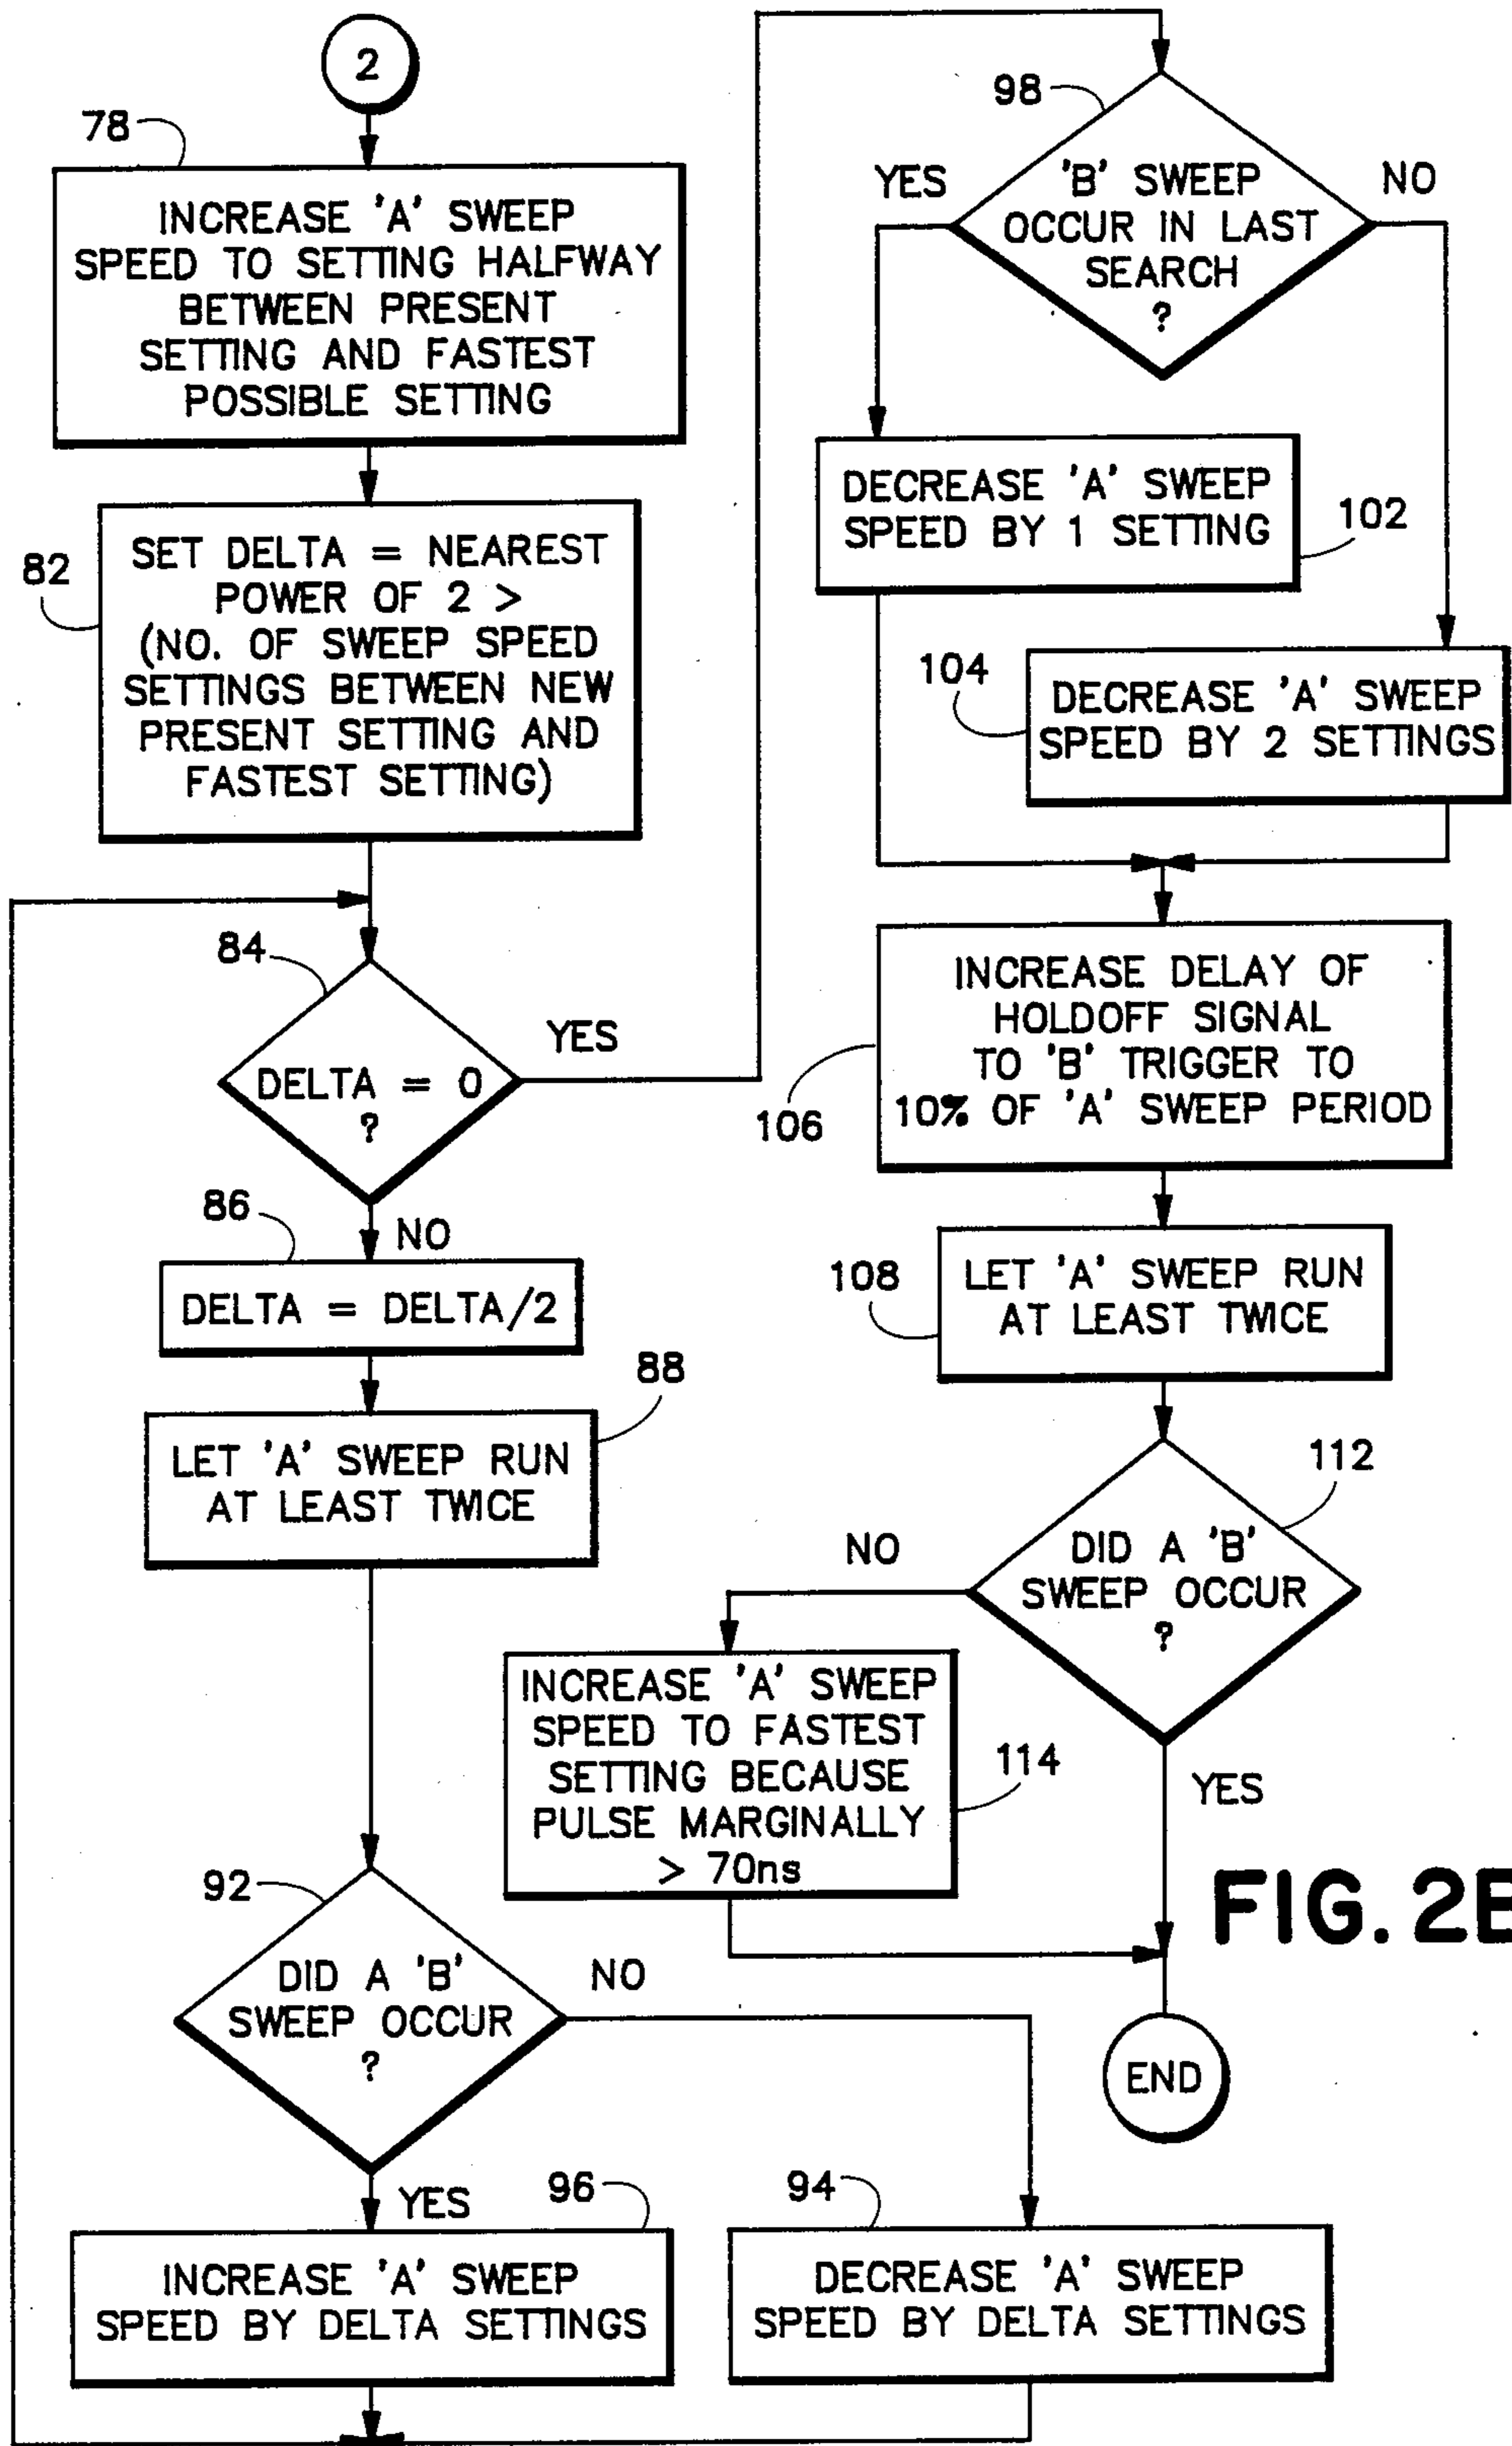 2
78
INCREASE 'A' SWEEP
SPEED TO SETTING HALFWAY
BETWEEN PRESENT
SETTING AND FASTEST
POSSIBLE SETTING
82
SET DELTA = NEAREST
POWER OF 2 >
(NO. OF SWEEP SPEED
SETTINGS BETWEEN NEW
PRESENT SETTING AND
FASTEST SETTING)
84
DELTA = 0
?
YES
NO
86
DELTA = DELTA/2
88
LET 'A' SWEEP RUN
AT LEAST TWICE
92
DID A 'B'
SWEEP OCCUR
?
NO
YES
96
INCREASE 'A' SWEEP
SPEED BY DELTA SETTINGS
94
DECREASE 'A' SWEEP
SPEED BY DELTA SETTINGS
98
'B' SWEEP
OCCUR IN LAST
SEARCH
?
YES
NO
DECREASE 'A' SWEEP
SPEED BY 1 SETTING
102
104
DECREASE 'A' SWEEP
SPEED BY 2 SETTINGS
INCREASE DELAY OF
HOLDOFF SIGNAL
TO 'B' TRIGGER TO
10% OF 'A' SWEEP PERIOD
106
108
LET 'A' SWEEP RUN
AT LEAST TWICE
112
DID A 'B'
SWEEP OCCUR
?
NO
YES
INCREASE 'A' SWEEP
SPEED TO FASTEST
SETTING BECAUSE
PULSE MARGINALLY
> 70ns
114
FIG. 2B
END